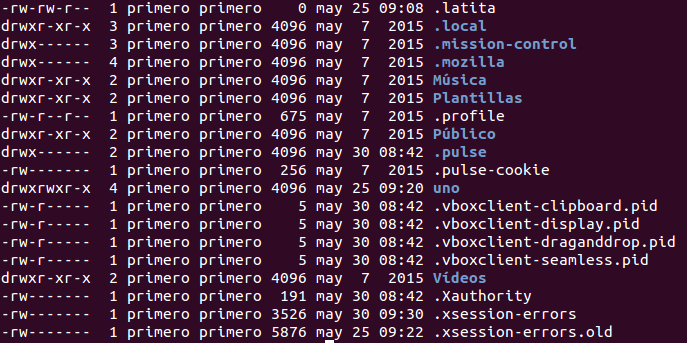 -rw-rw-r--  1 primero primero    0 may 25 09:08 .latita
drwxr-xr-x  3 primero primero 4096 may  7  2015 .local
drwx------  3 primero primero 4096 may  7  2015 .mission-control
drwx------  4 primero primero 4096 may  7  2015 .mozilla
drwxr-xr-x  2 primero primero 4096 may  7  2015 Música
drwxr-xr-x  2 primero primero 4096 may  7  2015 Plantillas
-rw-r--r--  1 primero primero  675 may  7  2015 .profile
drwxr-xr-x  2 primero primero 4096 may  7  2015 Público
drwx------  2 primero primero 4096 may 30 08:42 .pulse
-rw-------  1 primero primero  256 may  7  2015 .pulse-cookie
drwxrwxr-x  4 primero primero 4096 may 25 09:20 uno
-rw-r-----  1 primero primero    5 may 30 08:42 .vboxclient-clipboard.pid
-rw-r-----  1 primero primero    5 may 30 08:42 .vboxclient-display.pid
-rw-r-----  1 primero primero    5 may 30 08:42 .vboxclient-draganddrop.pid
-rw-r-----  1 primero primero    5 may 30 08:42 .vboxclient-seamless.pid
drwxr-xr-x  2 primero primero 4096 may  7  2015 Vídeos
-rw-------  1 primero primero  191 may 30 08:42 .Xauthority
-rw-------  1 primero primero 3526 may 30 09:30 .xsession-errors
-rw-------  1 primero primero 5876 may 25 09:22 .xsession-errors.old